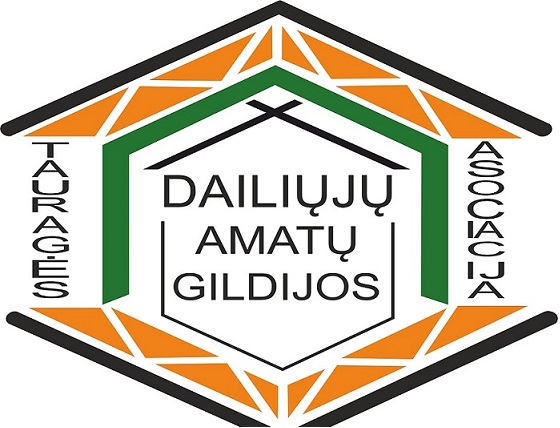 TAURAGĖS
DAILIŲJŲ
AMATŲ
GILDIJOS
ASOCIACIJA